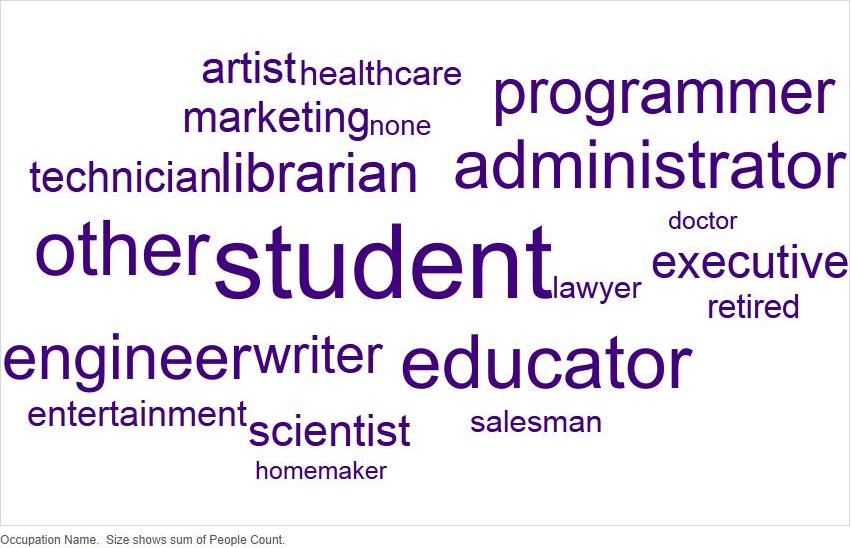 artist healthcare
programmer
marketing none
administrator
technician librarian
doctor
other student
executive
lawyer
retired
engineer writer educator
entertainment scientist salesman
homemaker
Occupation Name.  Size shows sum of People Count.